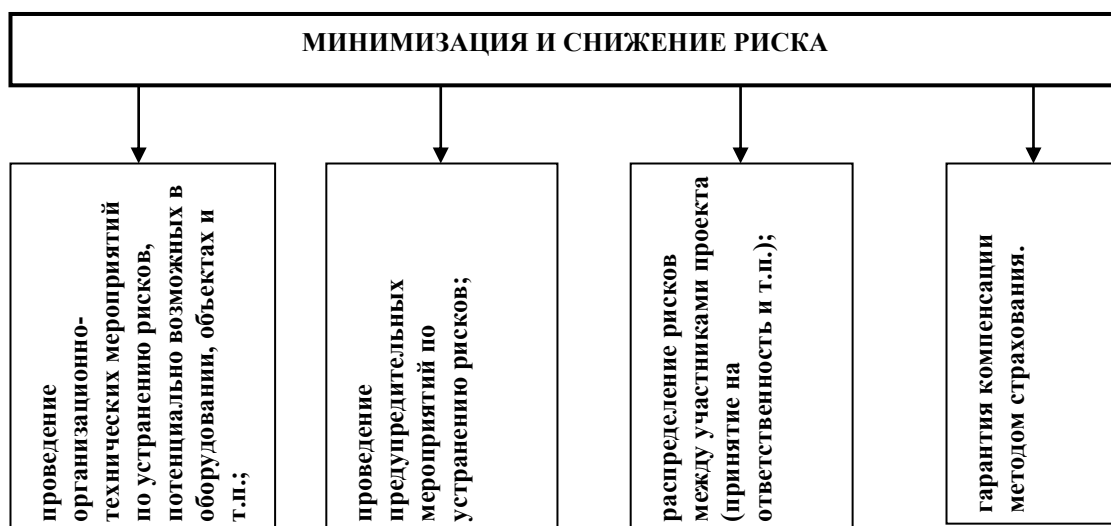 МИНИМИЗАЦИЯ И СНИЖЕНИЕ РИСКА
проведение
организационно-
технических мероприятий
по устранению рисков,
потенциально возможных в
оборудовании, объектах и
т.п.;
проведение
предупредительных
мероприятий по
устранению рисков;
распределение рисков
между участниками проекта
(принятие на
ответственность и т.п.);
гарантия компенсации
методом страхования.